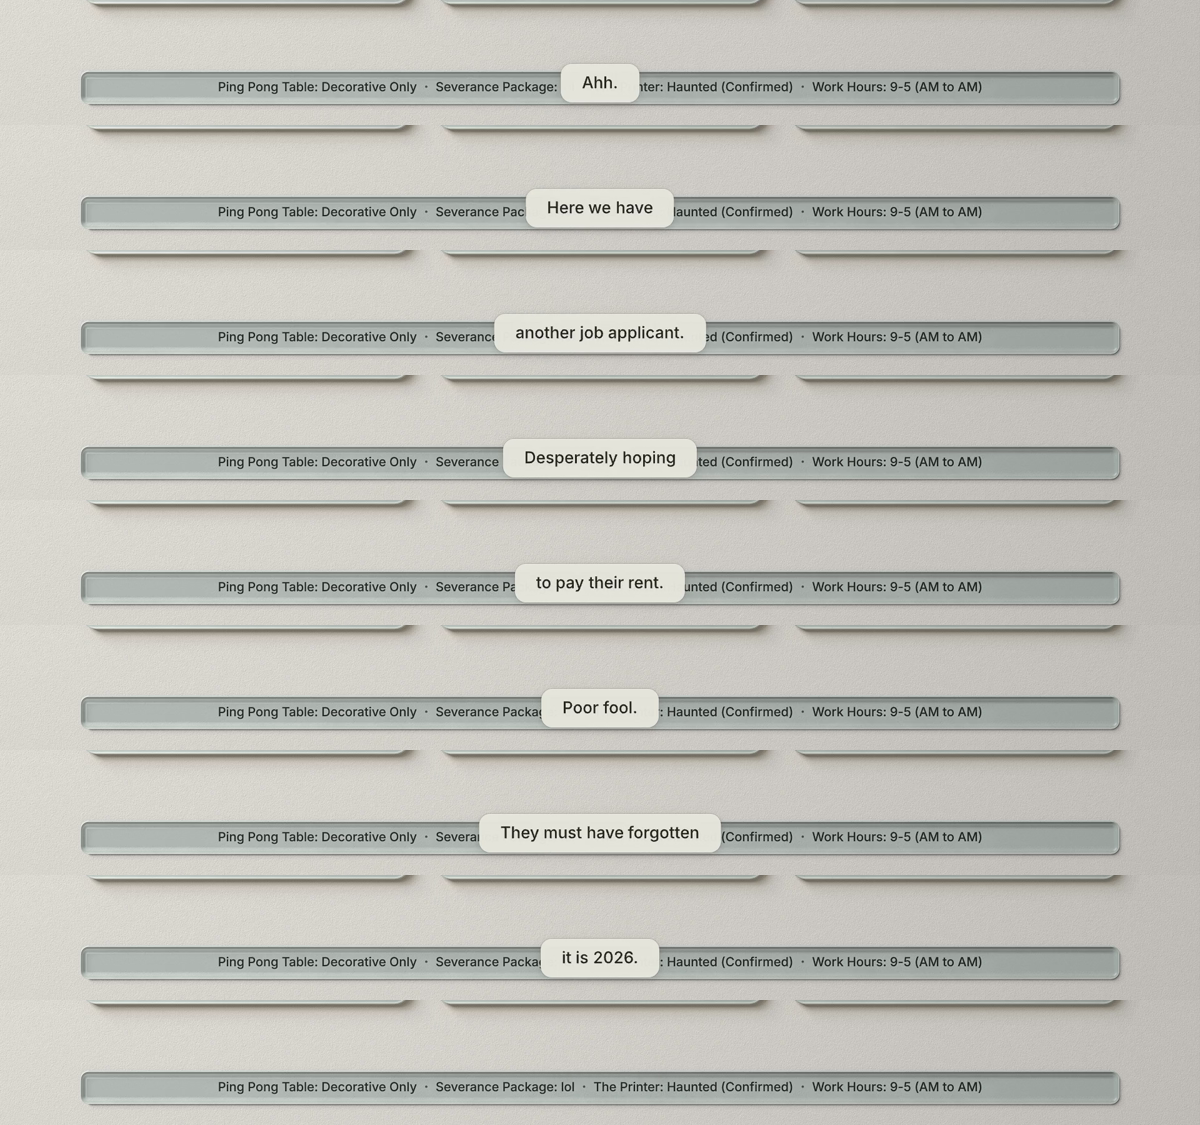 Ping Pong Table: Decorative Only · Severance Package: Ahh. nter: Haunted (Confirmed) · Work Hours: 9-5 (AM to AM)
Ping Pong Table: Decorative Only · Severance Pac Here we have Haunted (Confirmed) · Work Hours: 9-5 (AM to AM)
Ping Pong Table: Decorative Only · Severance another job applicant. ed (Confirmed) · Work Hours: 9-5 (AM to AM)
Ping Pong Table: Decorative Only · Severance Desperately hoping ted (Confirmed) · Work Hours: 9-5 (AM to AM)
Ping Pong Table: Decorative Only · Severance Pa to pay their rent. unted (Confirmed) · Work Hours: 9-5 (AM to AM)
Ping Pong Table: Decorative Only · Severance Packag Poor fool. : Haunted (Confirmed) · Work Hours: 9-5 (AM to AM)
Ping Pong Table: Decorative Only · Severa They must have forgotten (Confirmed) · Work Hours: 9-5 (AM to AM)
Ping Pong Table: Decorative Only · Severance Packa it is 2026. : Haunted (Confirmed) · Work Hours: 9-5 (AM to AM)
Ping Pong Table: Decorative Only · Severance Package: lol · The Printer: Haunted (Confirmed) · Work Hours: 9-5 (AM to AM)